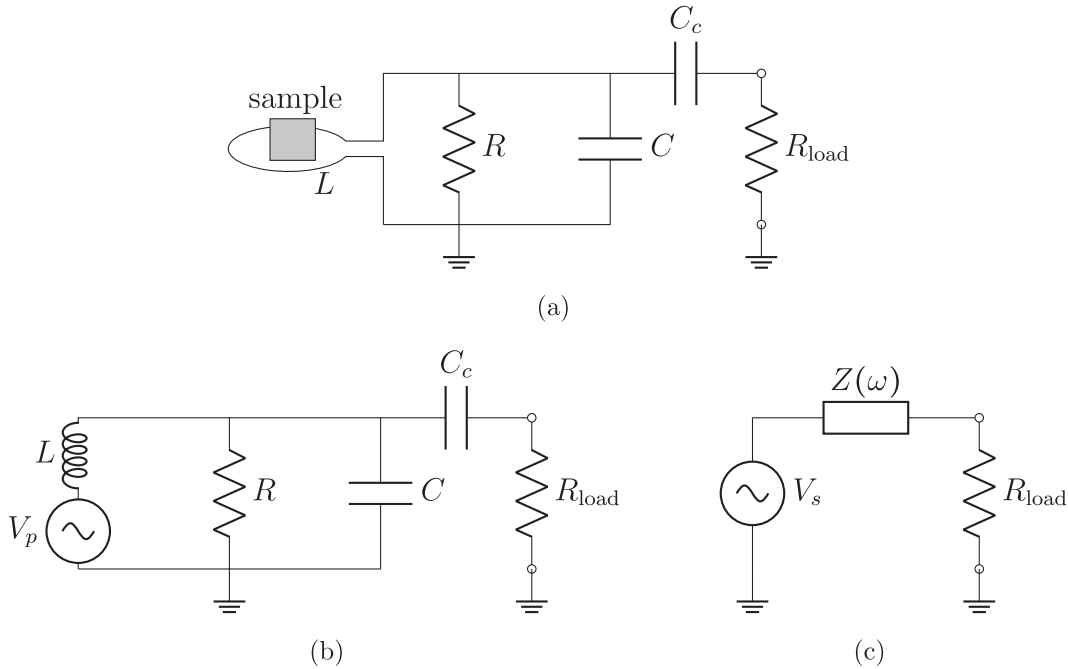 C_c
sample
R
C
R_load
L
(a)
C_c
Z(ω)
L
R
C
R_load
V_p
V_s
R_load
(b)
(c)